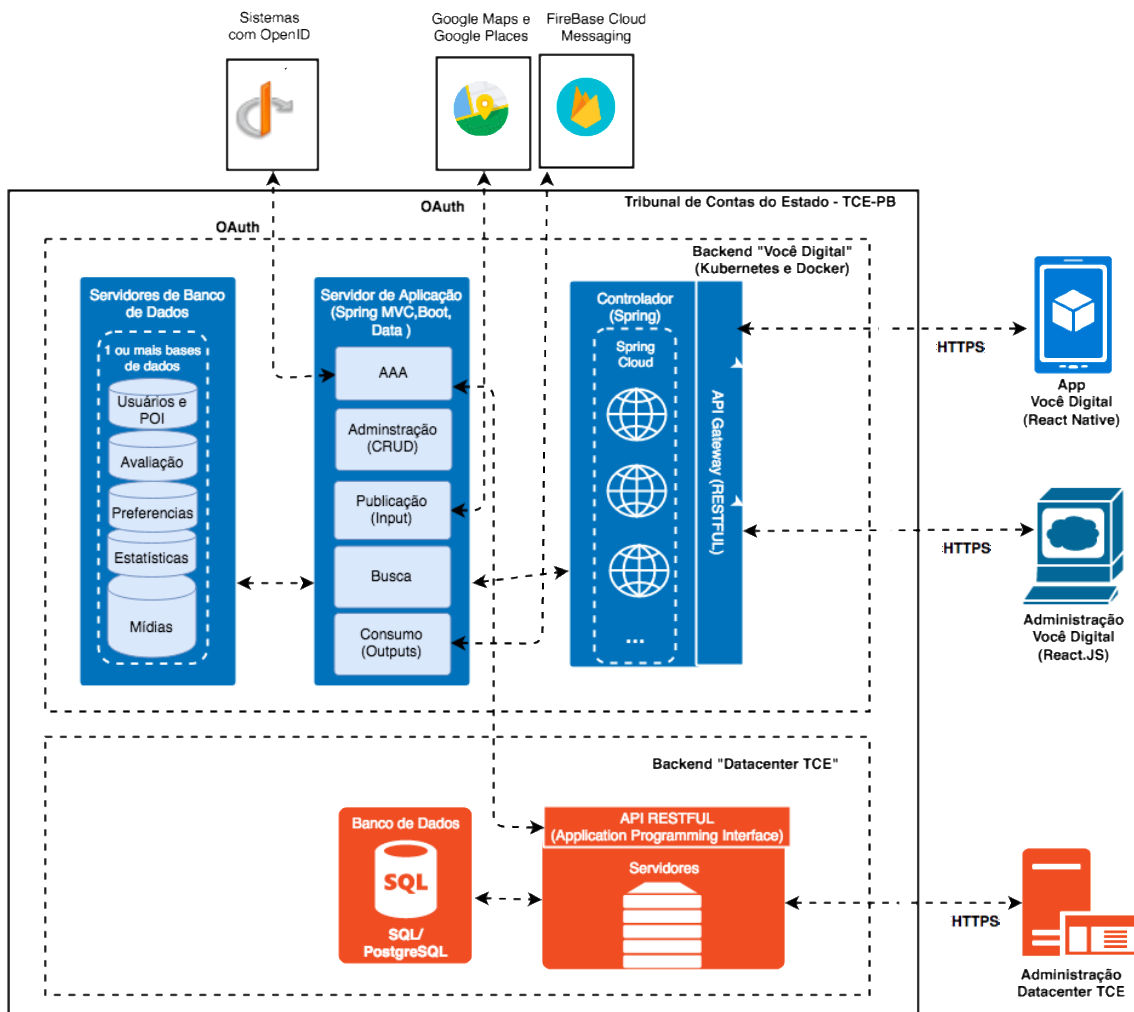 Sistemas
com OpenID
Google Maps e
Google Places
FireBase Cloud
Messaging
Tribunal de Contas do Estado - TCE-PB
OAuth
OAuth
Backend "Você Digital"
(Kubernetes e Docker)
Servidores de Banco
de Dados
1 ou mais bases
de dados
Usuários e
POI
Avaliação
Preferencias
Estatísticas
Mídias
Servidor de Aplicação
(Spring MVC,Boot,
Data )
AAA
Adminstração
(CRUD)
Publicação
(Input)
Busca
Consumo
(Outputs)
Controlador
(Spring)
Spring
Cloud
...
API Gateway (RESTFUL)
HTTPS
App
Você Digital
(React Native)
HTTPS
Administração
Você Digital
(React.JS)
Backend "Datacenter TCE"
Banco de Dados
SQL
SQL/
PostgreSQL
API RESTFUL
(Application Programming Interface)
Servidores
HTTPS
Administração
Datacenter TCE